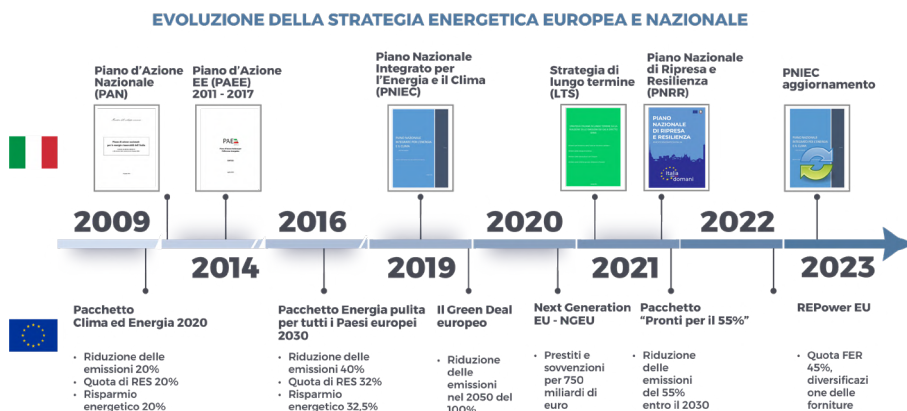 EVOLUZIONE DELLA STRATEGIA ENERGETICA EUROPEA E NAZIONALE
Piano d'Azione
Nazionale
(PAN)
Piano d'Azione
EE (PAEE)
2011 - 2017
Piano Nazionale
Integrato per
l'Energia e il Clima
(PNIEC)
Strategia di
lungo termine
(LTS)
Piano Nazionale
di Ripresa e
Resilienza
(PNRR)
PNIEC
aggiornamento
PAEE
PIANO
NAZIONALE
DI RIPRESA
E RESILIENZA
Italia
domani
2009
2014
2016
2019
2020
2021
2022
2023
Pacchetto
Clima ed Energia 2020
• Riduzione delle
emissioni 20%
• Quota di RES 20%
• Risparmio
energetico 20%
Pacchetto Energia pulita
per tutti i Paesi europei
2030
• Riduzione delle
emissioni 40%
• Quota di RES 32%
• Risparmio
energetico 32,5%
Il Green Deal
europeo
• Riduzione
delle
emissioni
nel 2050 del
100%
Next Generation
EU - NGEU
• Prestiti e
sovvenzioni
per 750
miliardi di
euro
Pacchetto
"Pronti per il 55%"
• Riduzione
delle
emissioni
del 55%
entro il 2030
REPower EU
• Quota FER
45%,
diversificazi
one delle
forniture